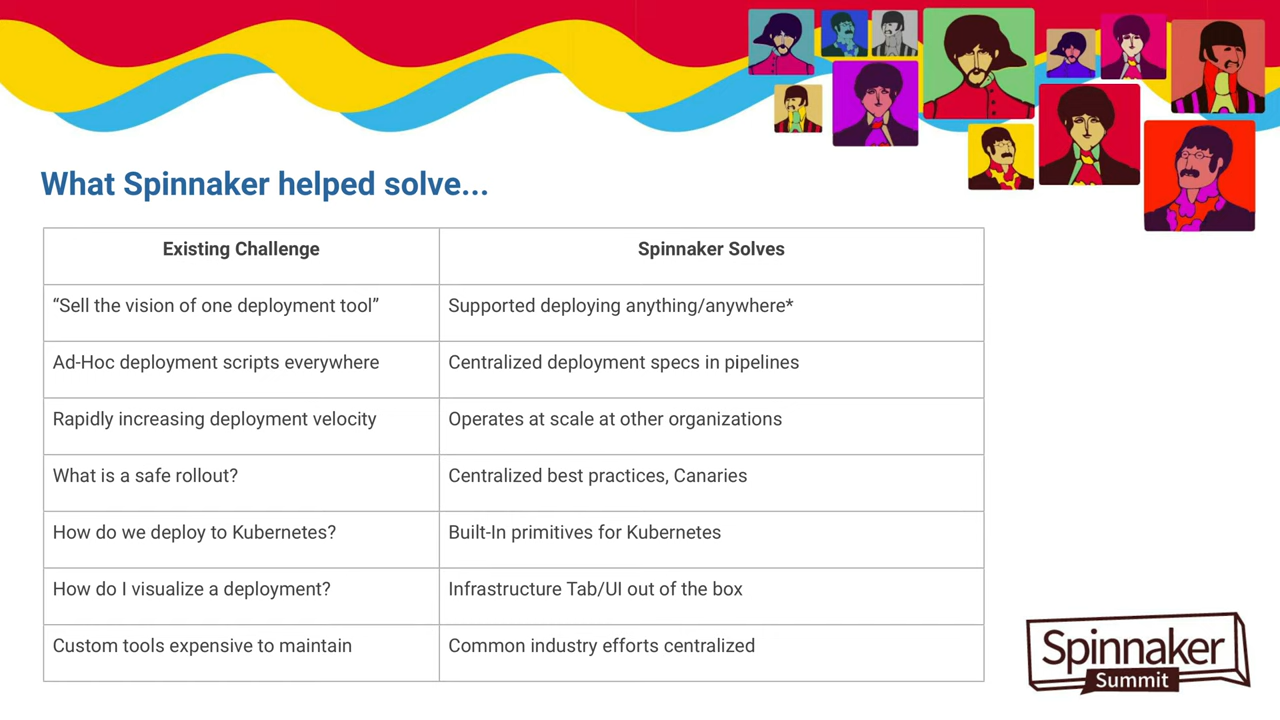 What Spinnaker helped solve...
Existing Challenge
Spinnaker Solves
“Sell the vision of one deployment tool”
Supported deploying anything/anywhere*
Ad-Hoc deployment scripts everywhere
Centralized deployment specs in pipelines
Rapidly increasing deployment velocity
Operates at scale at other organizations
What is a safe rollout?
Centralized best practices, Canaries
How do we deploy to Kubernetes?
Built-In primitives for Kubernetes
How do I visualize a deployment?
Infrastructure Tab/UI out of the box
Custom tools expensive to maintain
Common industry efforts centralized
Spinnaker
Summit